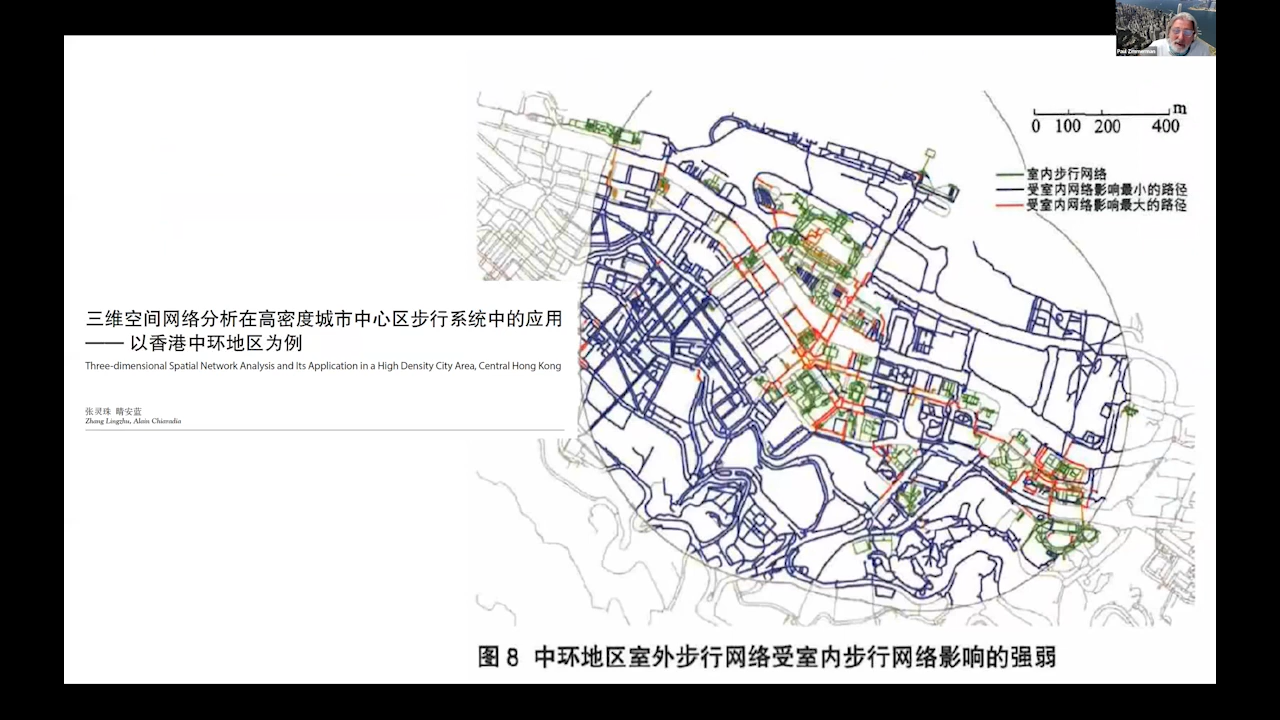 Paul Zimmerman
m
0 100 200 400
室内步行网络
受室内网络影响最小的路径
受室内网络影响最大的路径
三维空间网络分析在高密度城市中心区步行系统中的应用
—— 以香港中环地区为例
Three-dimensional Spatial Network Analysis and Its Application in a High Density City Area, Central Hong Kong
张灵珠 晴安蓝
Zhang Lingzhu, Alain Chiaradia
图 8 中环地区室外步行网络受室内步行网络影响的强弱